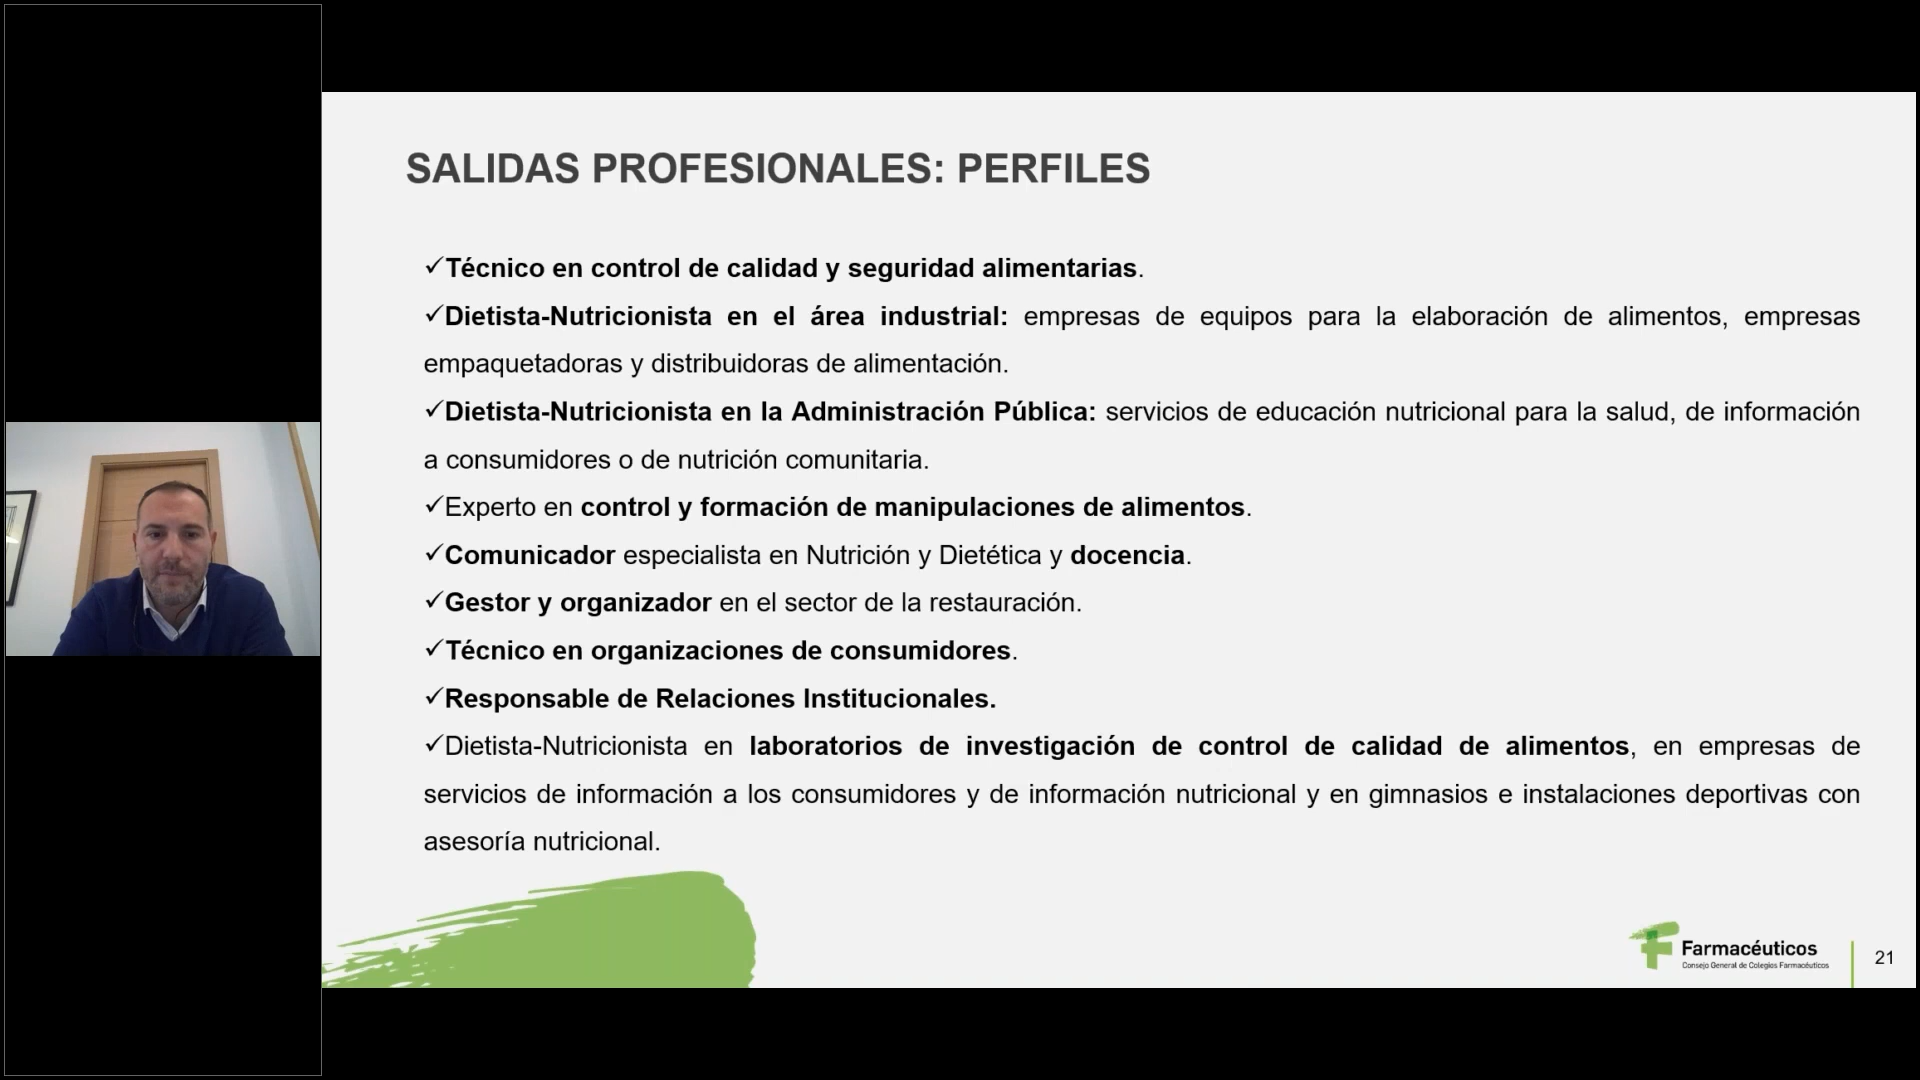 SALIDAS PROFESIONALES: PERFILES
✓Técnico en control de calidad y seguridad alimentarias.
✓Dietista-Nutricionista en el área industrial: empresas de equipos para la elaboración de alimentos, empresas
empaquetadoras y distribuidoras de alimentación.
✓Dietista-Nutricionista en la Administración Pública: servicios de educación nutricional para la salud, de información
a consumidores o de nutrición comunitaria.
✓Experto en control y formación de manipulaciones de alimentos.
✓Comunicador especialista en Nutrición y Dietética y docencia.
✓Gestor y organizador en el sector de la restauración.
✓Técnico en organizaciones de consumidores.
✓Responsable de Relaciones Institucionales.
✓Dietista-Nutricionista en laboratorios de investigación de control de calidad de alimentos, en empresas de
servicios de información a los consumidores y de información nutricional y en gimnasios e instalaciones deportivas con
asesoría nutricional.
Farmacéuticos
Consejo General de Colegios Farmacéuticos
21